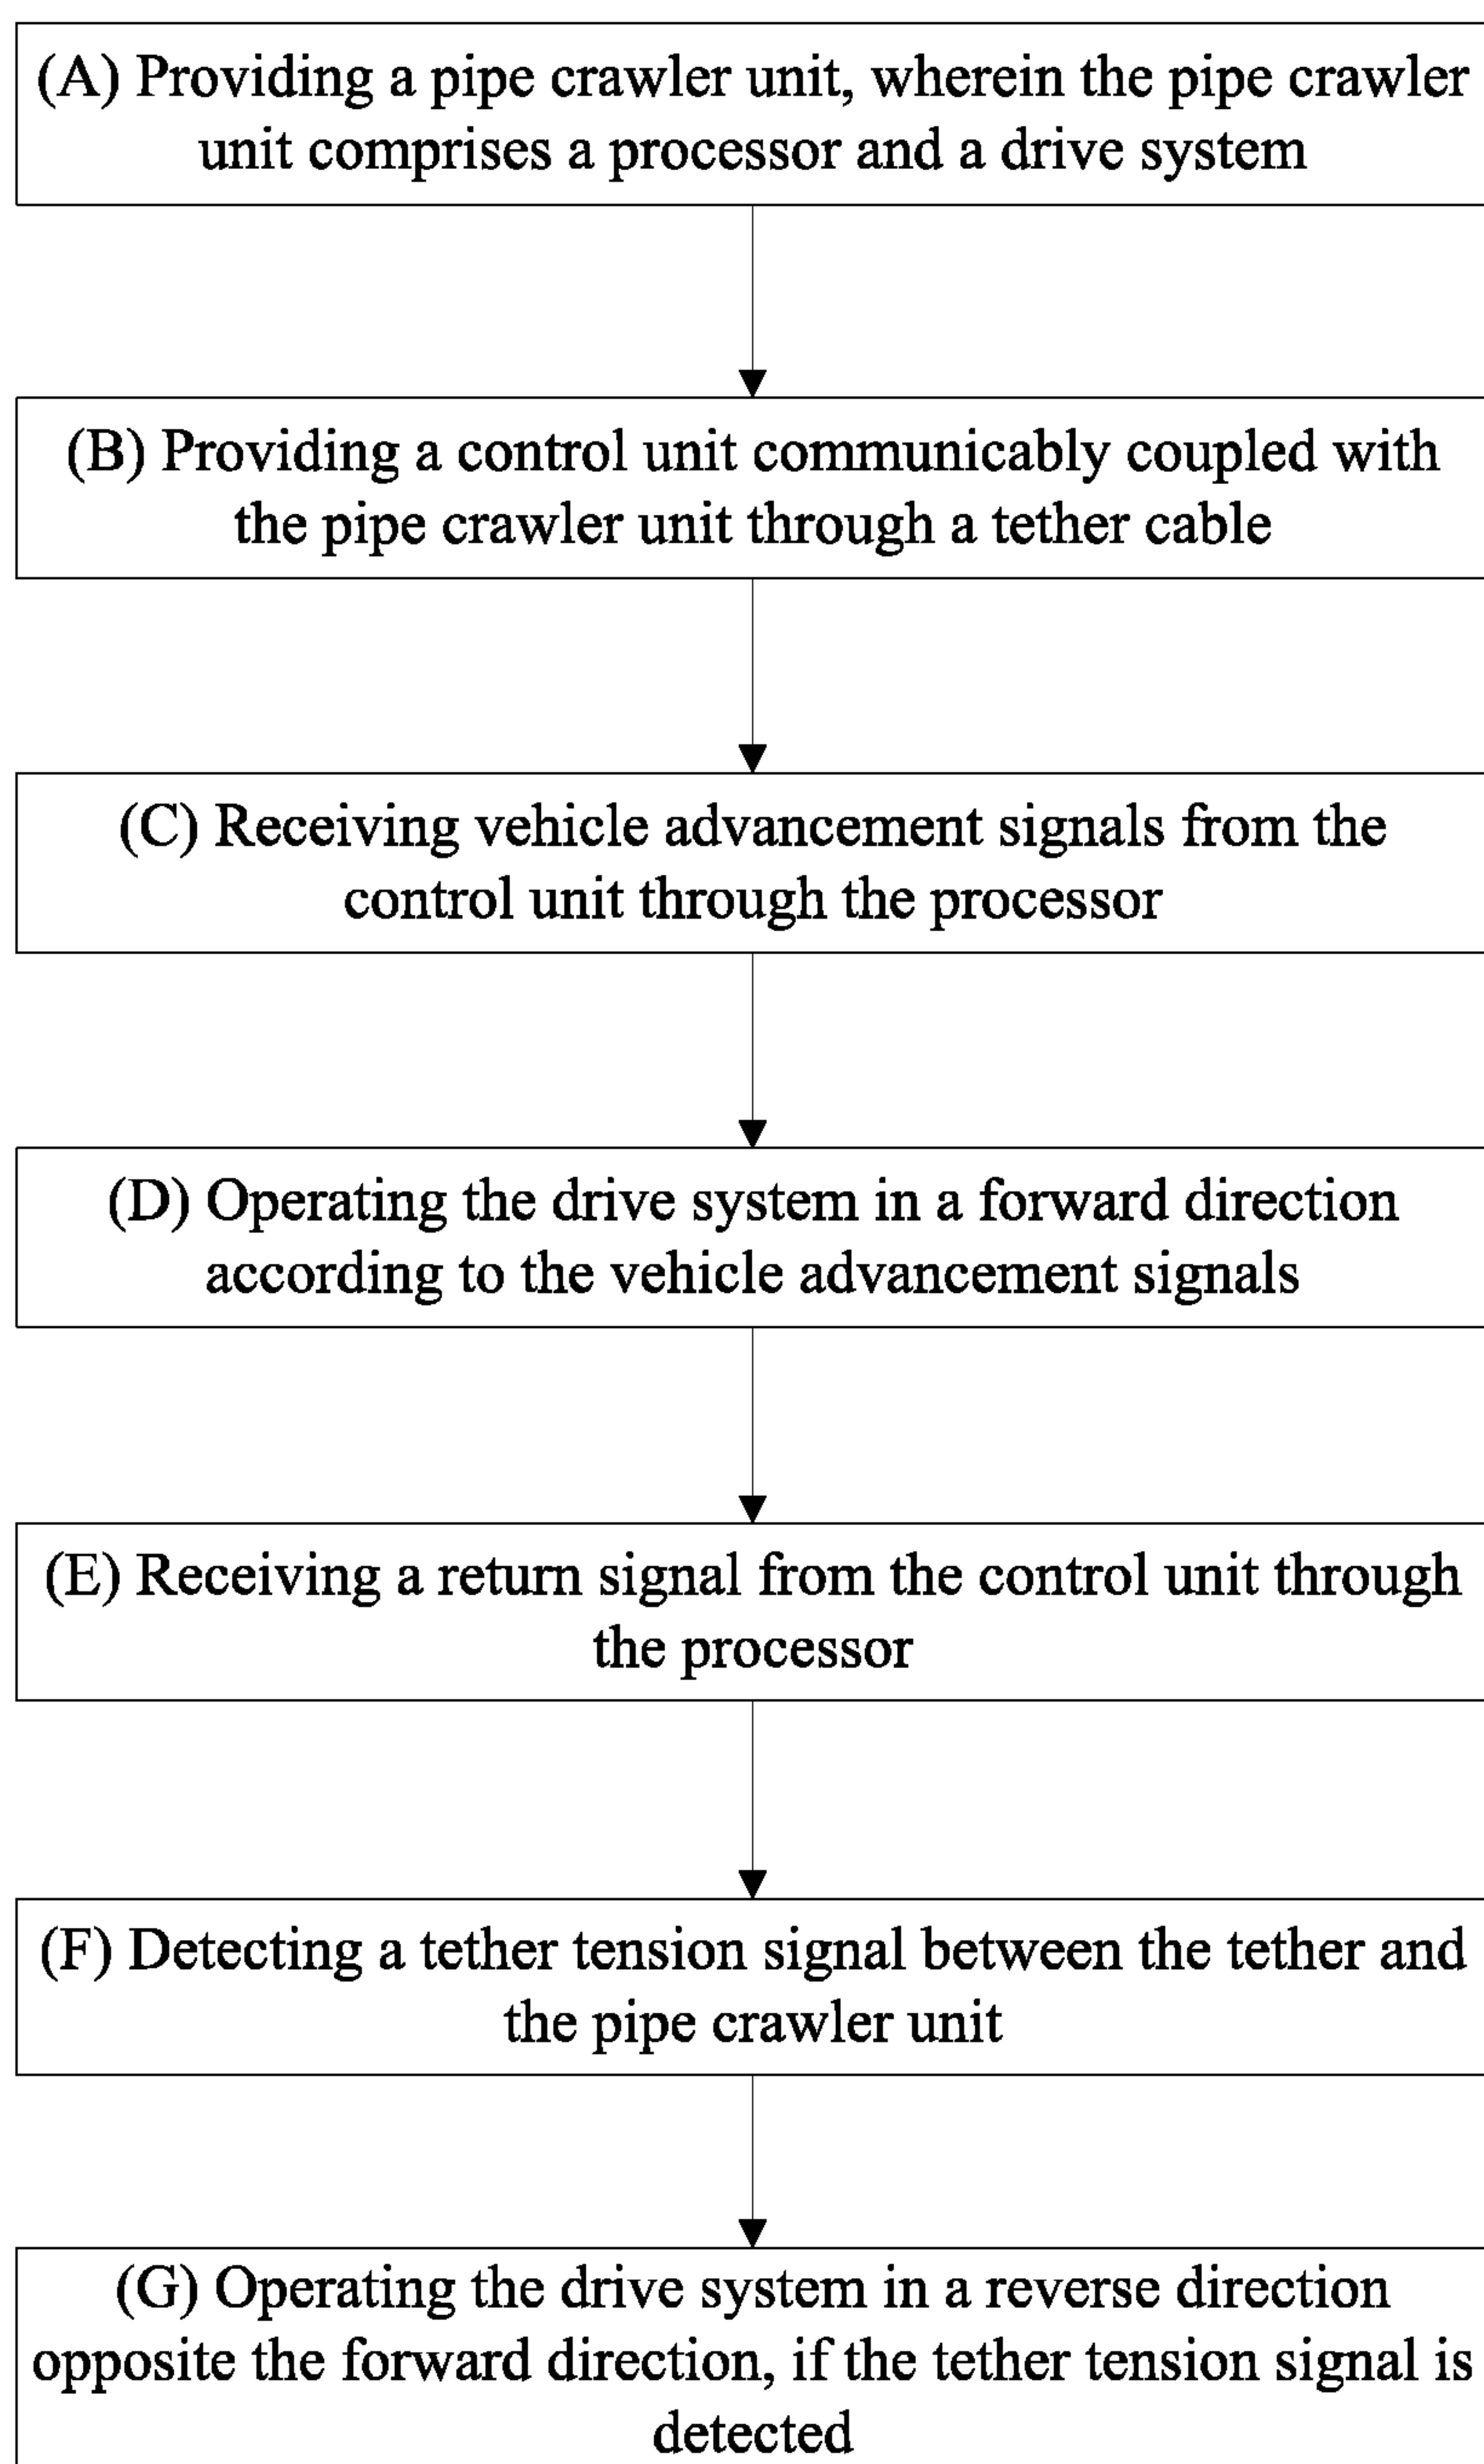 (A) Providing a pipe crawler unit, wherein the pipe crawler
unit comprises a processor and a drive system
(B) Providing a control unit communicably coupled with
the pipe crawler unit through a tether cable
(C) Receiving vehicle advancement signals from the
control unit through the processor
(D) Operating the drive system in a forward direction
according to the vehicle advancement signals
(E) Receiving a return signal from the control unit through
the processor
(F) Detecting a tether tension signal between the tether and
the pipe crawler unit
(G) Operating the drive system in a reverse direction
opposite the forward direction, if the tether tension signal is
detected